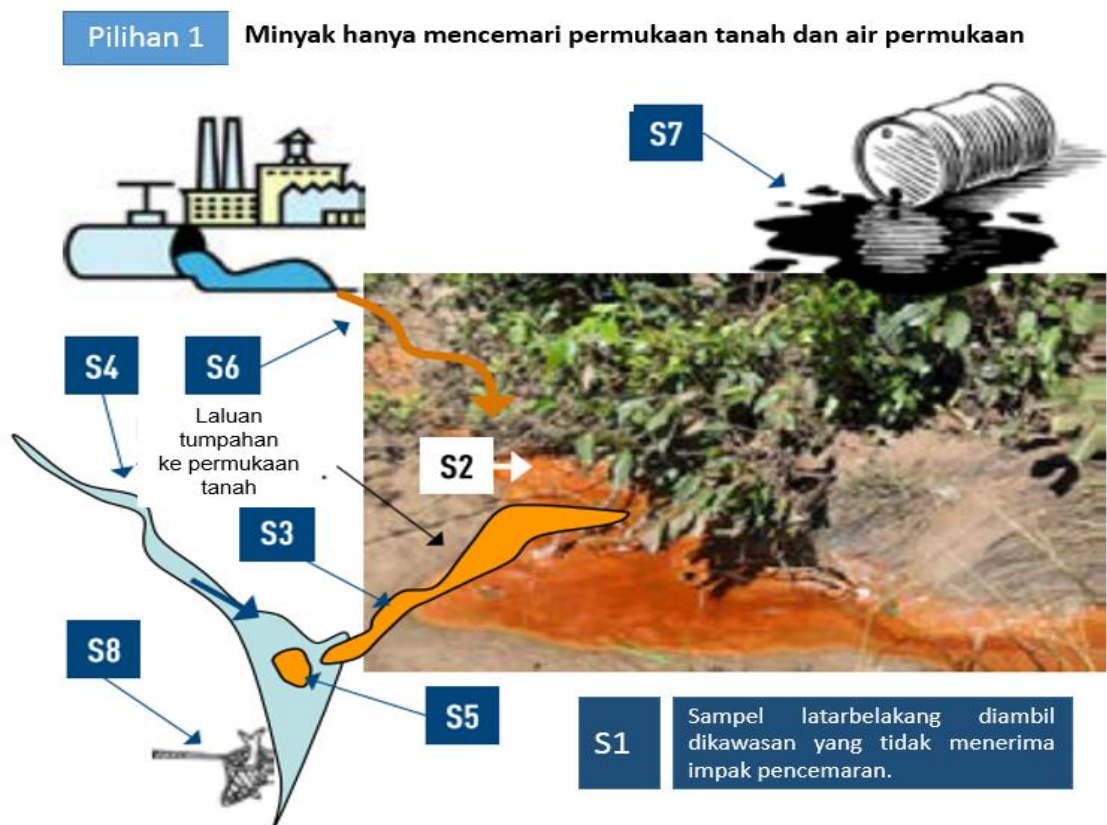 Pilihan 1
Minyak hanya mencemari permukaan tanah dan air permukaan
S7
S4
S6
Laluan
tumpahan
ke permukaan
tanah
S2
S3
S8
S5
S1
Sampel latarbelakang diambil
dikawasan yang tidak menerima
impak pencemaran.